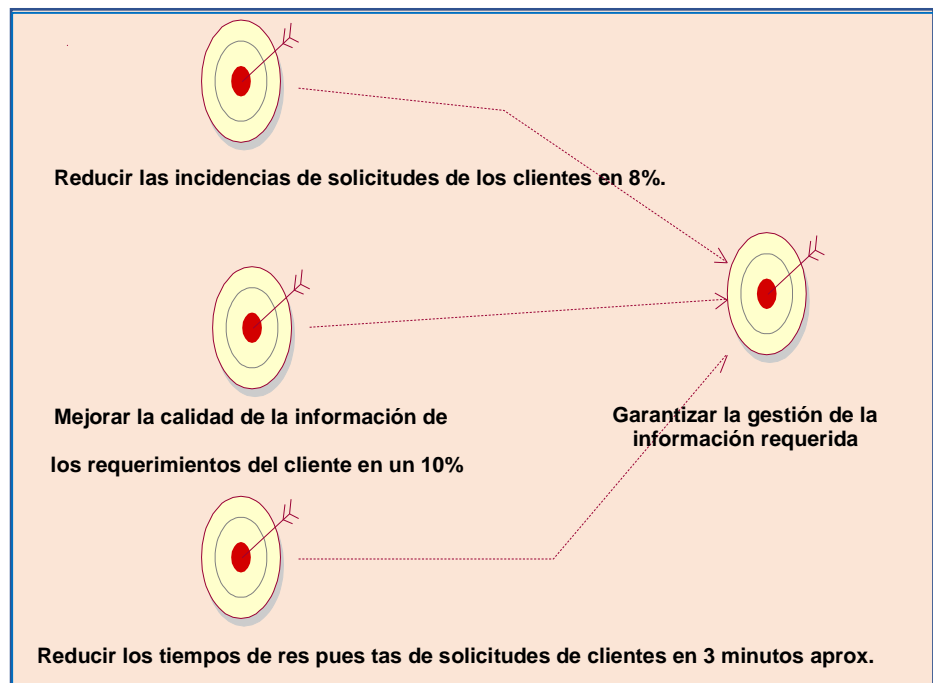 Reducir las incidencias de solicitudes de los clientes en 8%.
Mejorar la calidad de la información de
los requerimientos del cliente en un 10%
Garantizar la gestión de la
información requerida
Reducir los tiempos de res pues tas de solicitudes de clientes en 3 minutos aprox.